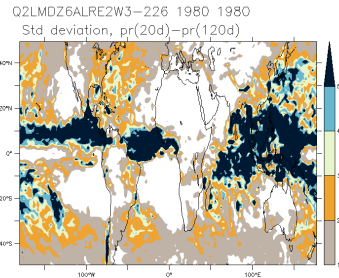 Q2LMDZ6ALRE2W3-226 1980 1980
Std deviation, pr(20d)-pr(120d)
40°N
20°N
0°
20°S
40°S
100°W 0° 100°E
5
4
3
2
1